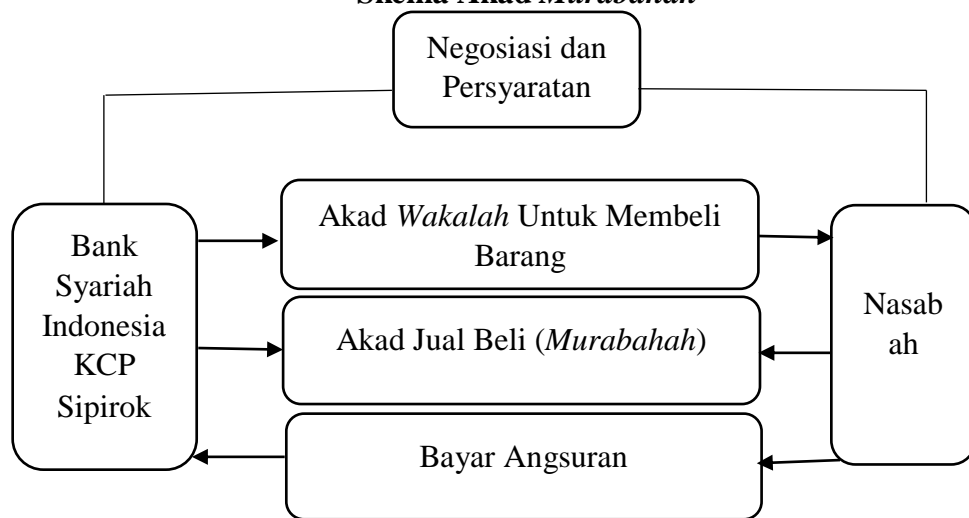 Skema Akad Murabahah
Negosiasi dan
Persyaratan
Akad Wakalah Untuk Membeli
Barang
Bank
Syariah
Indonesia
KCP
Sipirok
Nasab
ah
Akad Jual Beli (Murabahah)
Bayar Angsuran